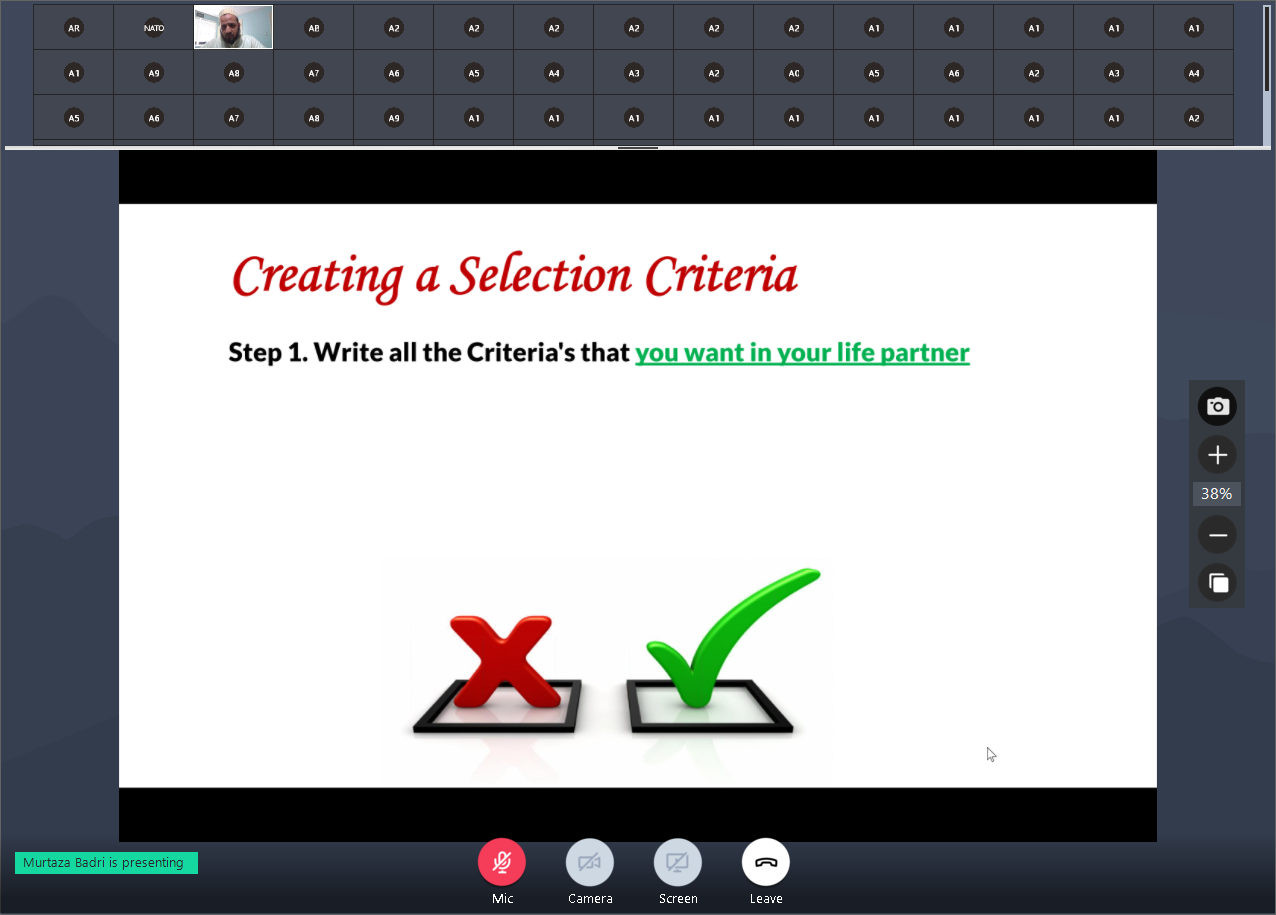 AR NATO AB A2 A2 A2 A2 A2 A2 A1 A1 A1 A1 A1
A1 A9 A8 A7 A6 A5 A4 A3 A2 A0 A5 A6 A2 A3 A4
A5 A6 A7 A8 A9 A1 A1 A1 A1 A1 A1 A1 A1 A1 A2
Creating a Selection Criteria
Step 1. Write all the Criteria's that you want in your life partner
38%
Murtaza Badri is presenting
Mic Camera Screen Leave